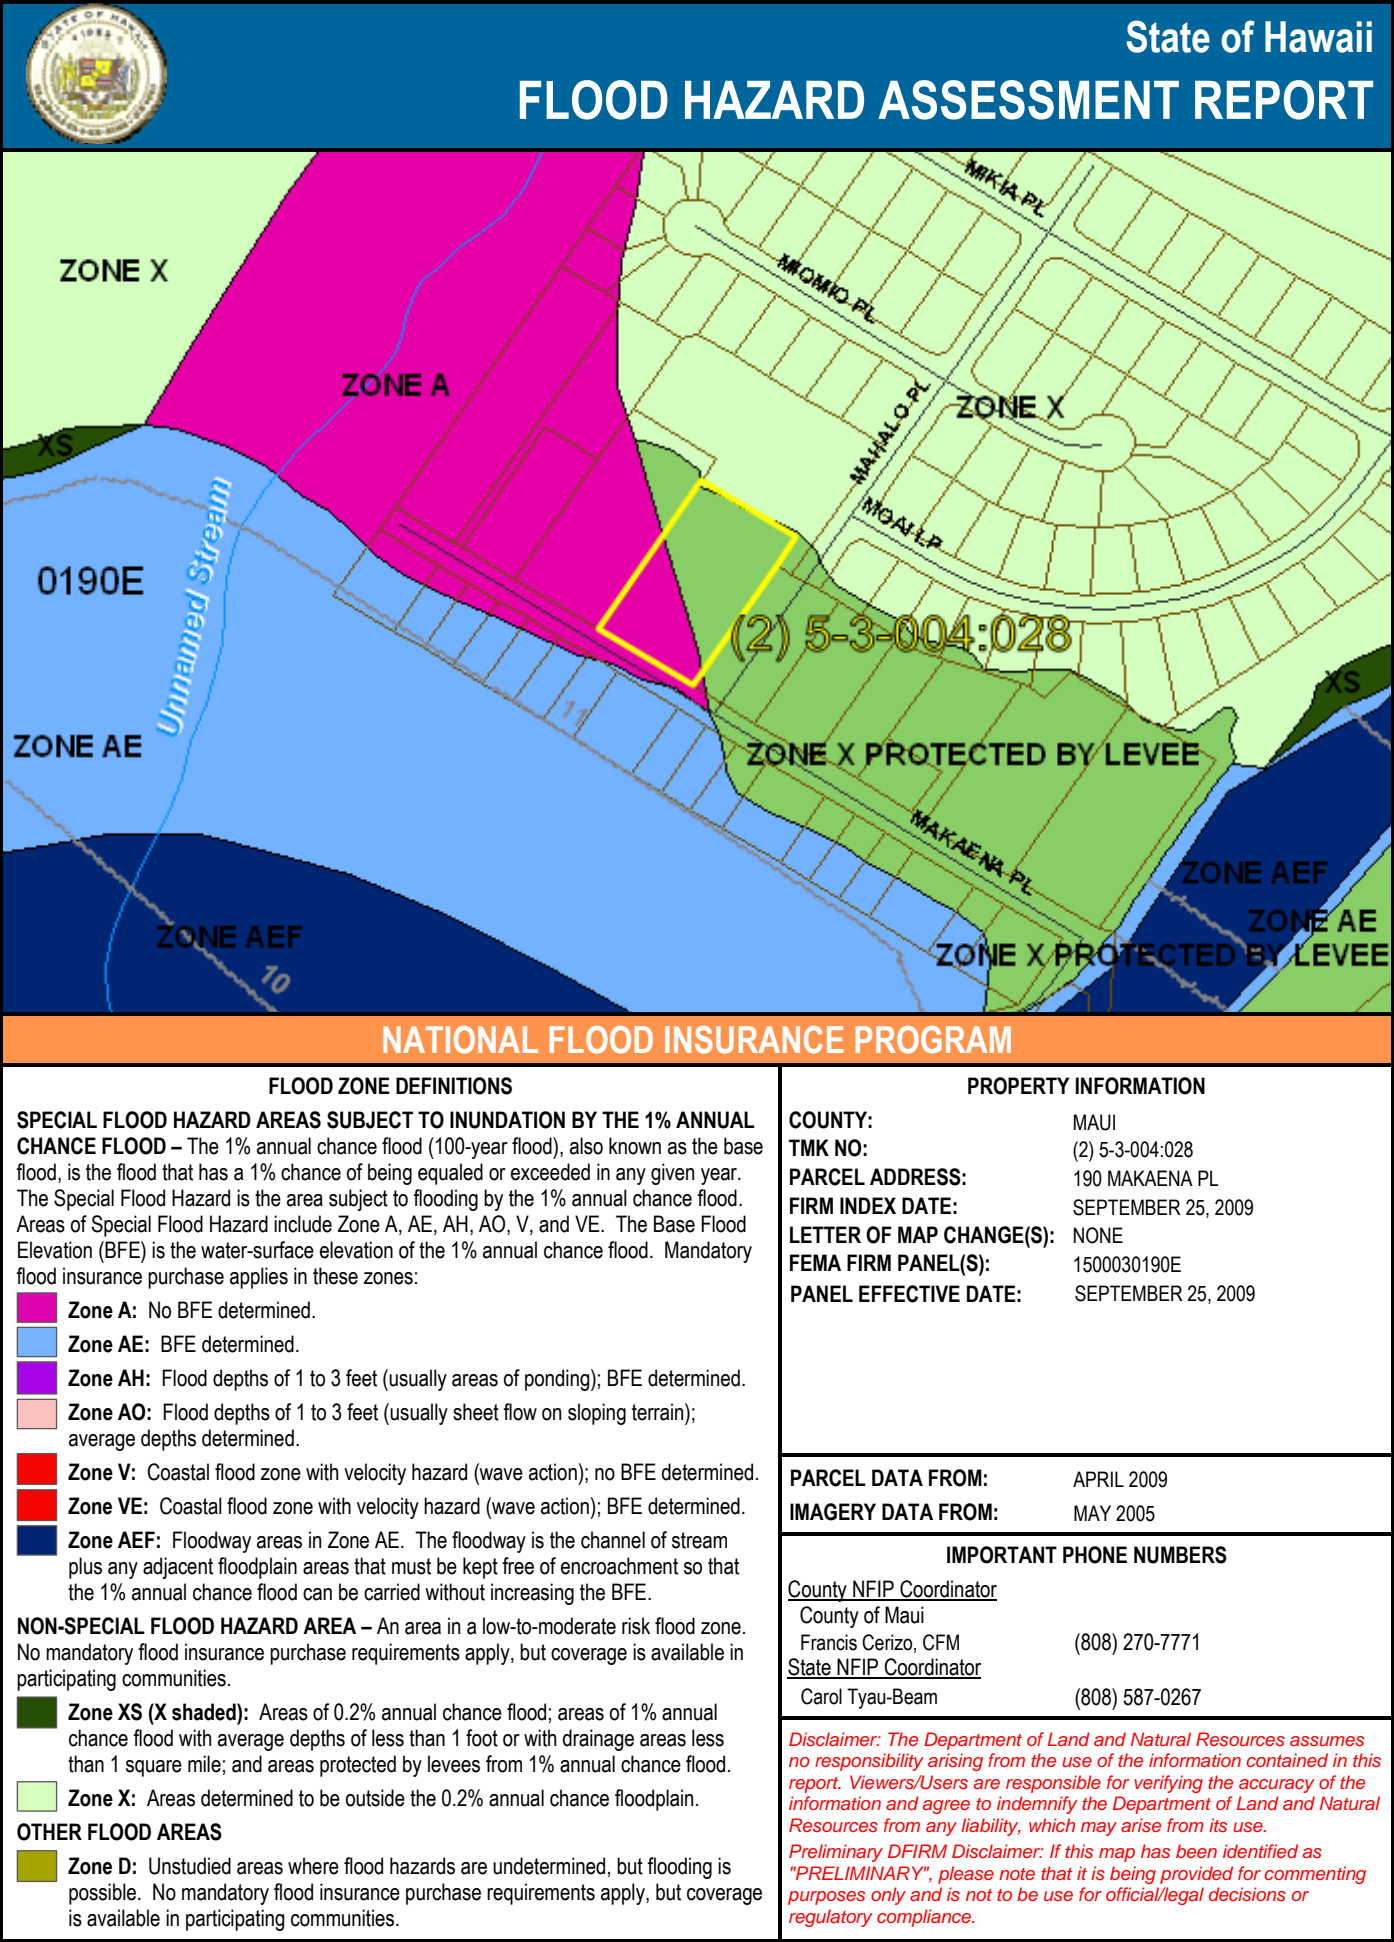 State of Hawaii
FLOOD HAZARD ASSESSMENT REPORT
STATE OF HAWAII
1959
MIKIA PL
ZONE X
MIOMIO PL
ZONE A
MAHALO PL
ZONE X
XS
MOAI LP
Unnamed Stream
0190E
(2) 5-3-004:028
XS
11
ZONE AE
ZONE X PROTECTED BY LEVEE
MAKAENA PL
ZONE AEF
ZONE AE
ZONE AEF
ZONE X PROTECTED BY LEVEE
10
NATIONAL FLOOD INSURANCE PROGRAM
FLOOD ZONE DEFINITIONS
SPECIAL FLOOD HAZARD AREAS SUBJECT TO INUNDATION BY THE 1% ANNUAL
CHANCE FLOOD – The 1% annual chance flood (100-year flood), also known as the base
flood, is the flood that has a 1% chance of being equaled or exceeded in any given year.
The Special Flood Hazard is the area subject to flooding by the 1% annual chance flood.
Areas of Special Flood Hazard include Zone A, AE, AH, AO, V, and VE. The Base Flood
Elevation (BFE) is the water-surface elevation of the 1% annual chance flood. Mandatory
flood insurance purchase applies in these zones:
Zone A: No BFE determined.
Zone AE: BFE determined.
Zone AH: Flood depths of 1 to 3 feet (usually areas of ponding); BFE determined.
Zone AO: Flood depths of 1 to 3 feet (usually sheet flow on sloping terrain);
average depths determined.
Zone V: Coastal flood zone with velocity hazard (wave action); no BFE determined.
Zone VE: Coastal flood zone with velocity hazard (wave action); BFE determined.
Zone AEF: Floodway areas in Zone AE. The floodway is the channel of stream
plus any adjacent floodplain areas that must be kept free of encroachment so that
the 1% annual chance flood can be carried without increasing the BFE.
NON-SPECIAL FLOOD HAZARD AREA – An area in a low-to-moderate risk flood zone.
No mandatory flood insurance purchase requirements apply, but coverage is available in
participating communities.
Zone XS (X shaded): Areas of 0.2% annual chance flood; areas of 1% annual
chance flood with average depths of less than 1 foot or with drainage areas less
than 1 square mile; and areas protected by levees from 1% annual chance flood.
Zone X: Areas determined to be outside the 0.2% annual chance floodplain.
OTHER FLOOD AREAS
Zone D: Unstudied areas where flood hazards are undetermined, but flooding is
possible. No mandatory flood insurance purchase requirements apply, but coverage
is available in participating communities.
PROPERTY INFORMATION
COUNTY: MAUI
TMK NO: (2) 5-3-004:028
PARCEL ADDRESS: 190 MAKAENA PL
FIRM INDEX DATE: SEPTEMBER 25, 2009
LETTER OF MAP CHANGE(S): NONE
FEMA FIRM PANEL(S): 1500030190E
PANEL EFFECTIVE DATE: SEPTEMBER 25, 2009
PARCEL DATA FROM: APRIL 2009
IMAGERY DATA FROM: MAY 2005
IMPORTANT PHONE NUMBERS
County NFIP Coordinator
County of Maui
Francis Cerizo, CFM (808) 270-7771
State NFIP Coordinator
Carol Tyau-Beam (808) 587-0267
Disclaimer: The Department of Land and Natural Resources assumes
no responsibility arising from the use of the information contained in this
report. Viewers/Users are responsible for verifying the accuracy of the
information and agree to indemnify the Department of Land and Natural
Resources from any liability, which may arise from its use.
Preliminary DFIRM Disclaimer: If this map has been identified as
"PRELIMINARY", please note that it is being provided for commenting
purposes only and is not to be use for official/legal decisions or
regulatory compliance.